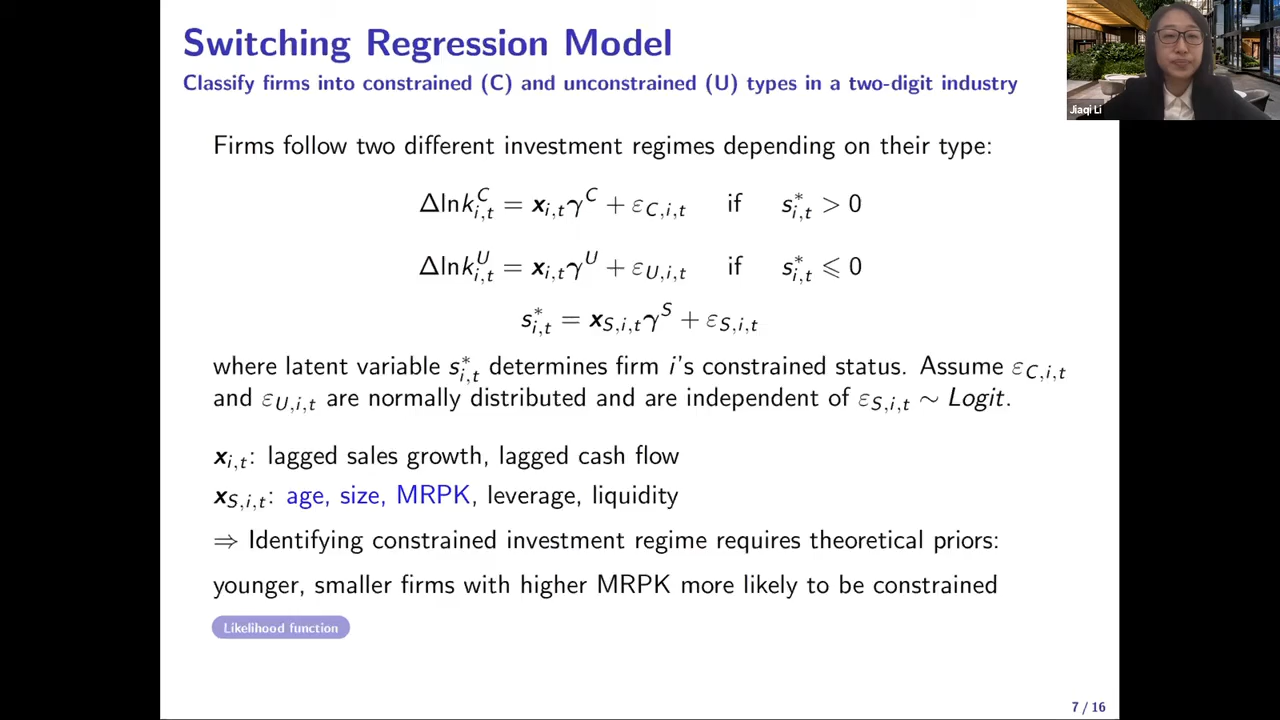 Switching Regression Model
Classify firms into constrained (C) and unconstrained (U) types in a two-digit industry
Jiaqi Li
Firms follow two different investment regimes depending on their type:
Δlnk^C_{i,t} = x_{i,t}γ^C + ε_{C,i,t} if s^*_{i,t} > 0
Δlnk^U_{i,t} = x_{i,t}γ^U + ε_{U,i,t} if s^*_{i,t} ⩽ 0
s^*_{i,t} = x_{S,i,t}γ^S + ε_{S,i,t}
where latent variable s^*_{i,t} determines firm i's constrained status. Assume ε_{C,i,t}
and ε_{U,i,t} are normally distributed and are independent of ε_{S,i,t} ∼ Logit.
x_{i,t}: lagged sales growth, lagged cash flow
x_{S,i,t}: age, size, MRPK, leverage, liquidity
⇒ Identifying constrained investment regime requires theoretical priors:
younger, smaller firms with higher MRPK more likely to be constrained
Likelihood function
7 / 16